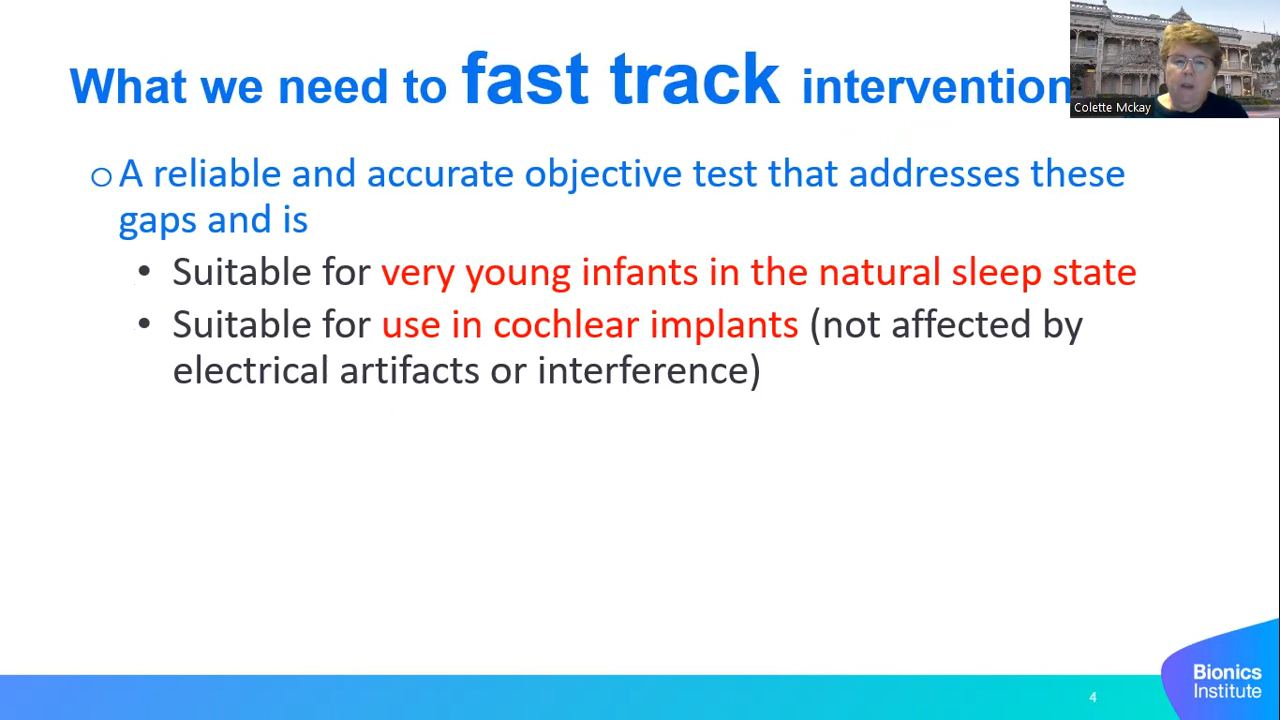 What we need to fast track intervention
Colette Mckay
○ A reliable and accurate objective test that addresses these
gaps and is
• Suitable for very young infants in the natural sleep state
• Suitable for use in cochlear implants (not affected by
electrical artifacts or interference)
4
Bionics
Institute